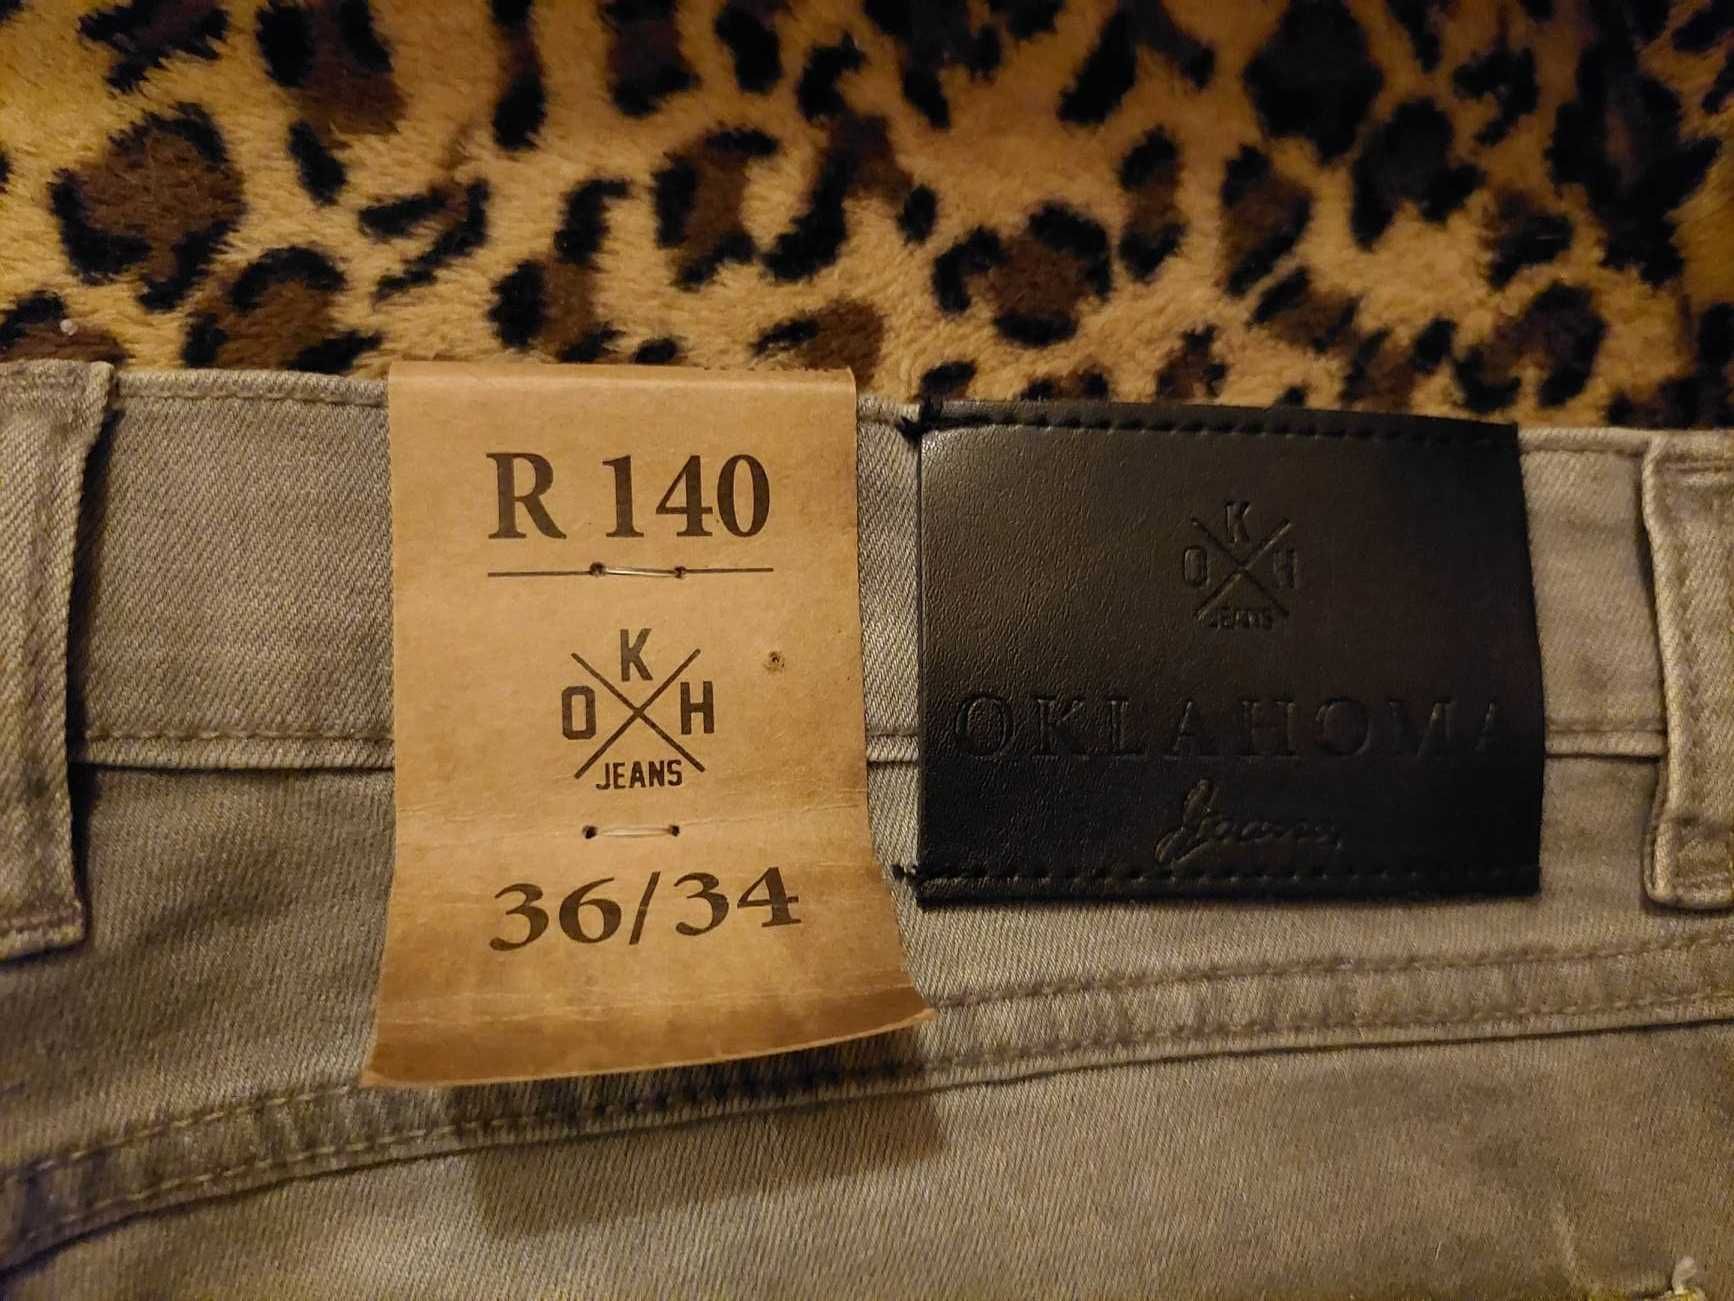 R 140
K
O H
JEANS
36/34
K
O H
JEANS
OKLAHOMA
Jeans